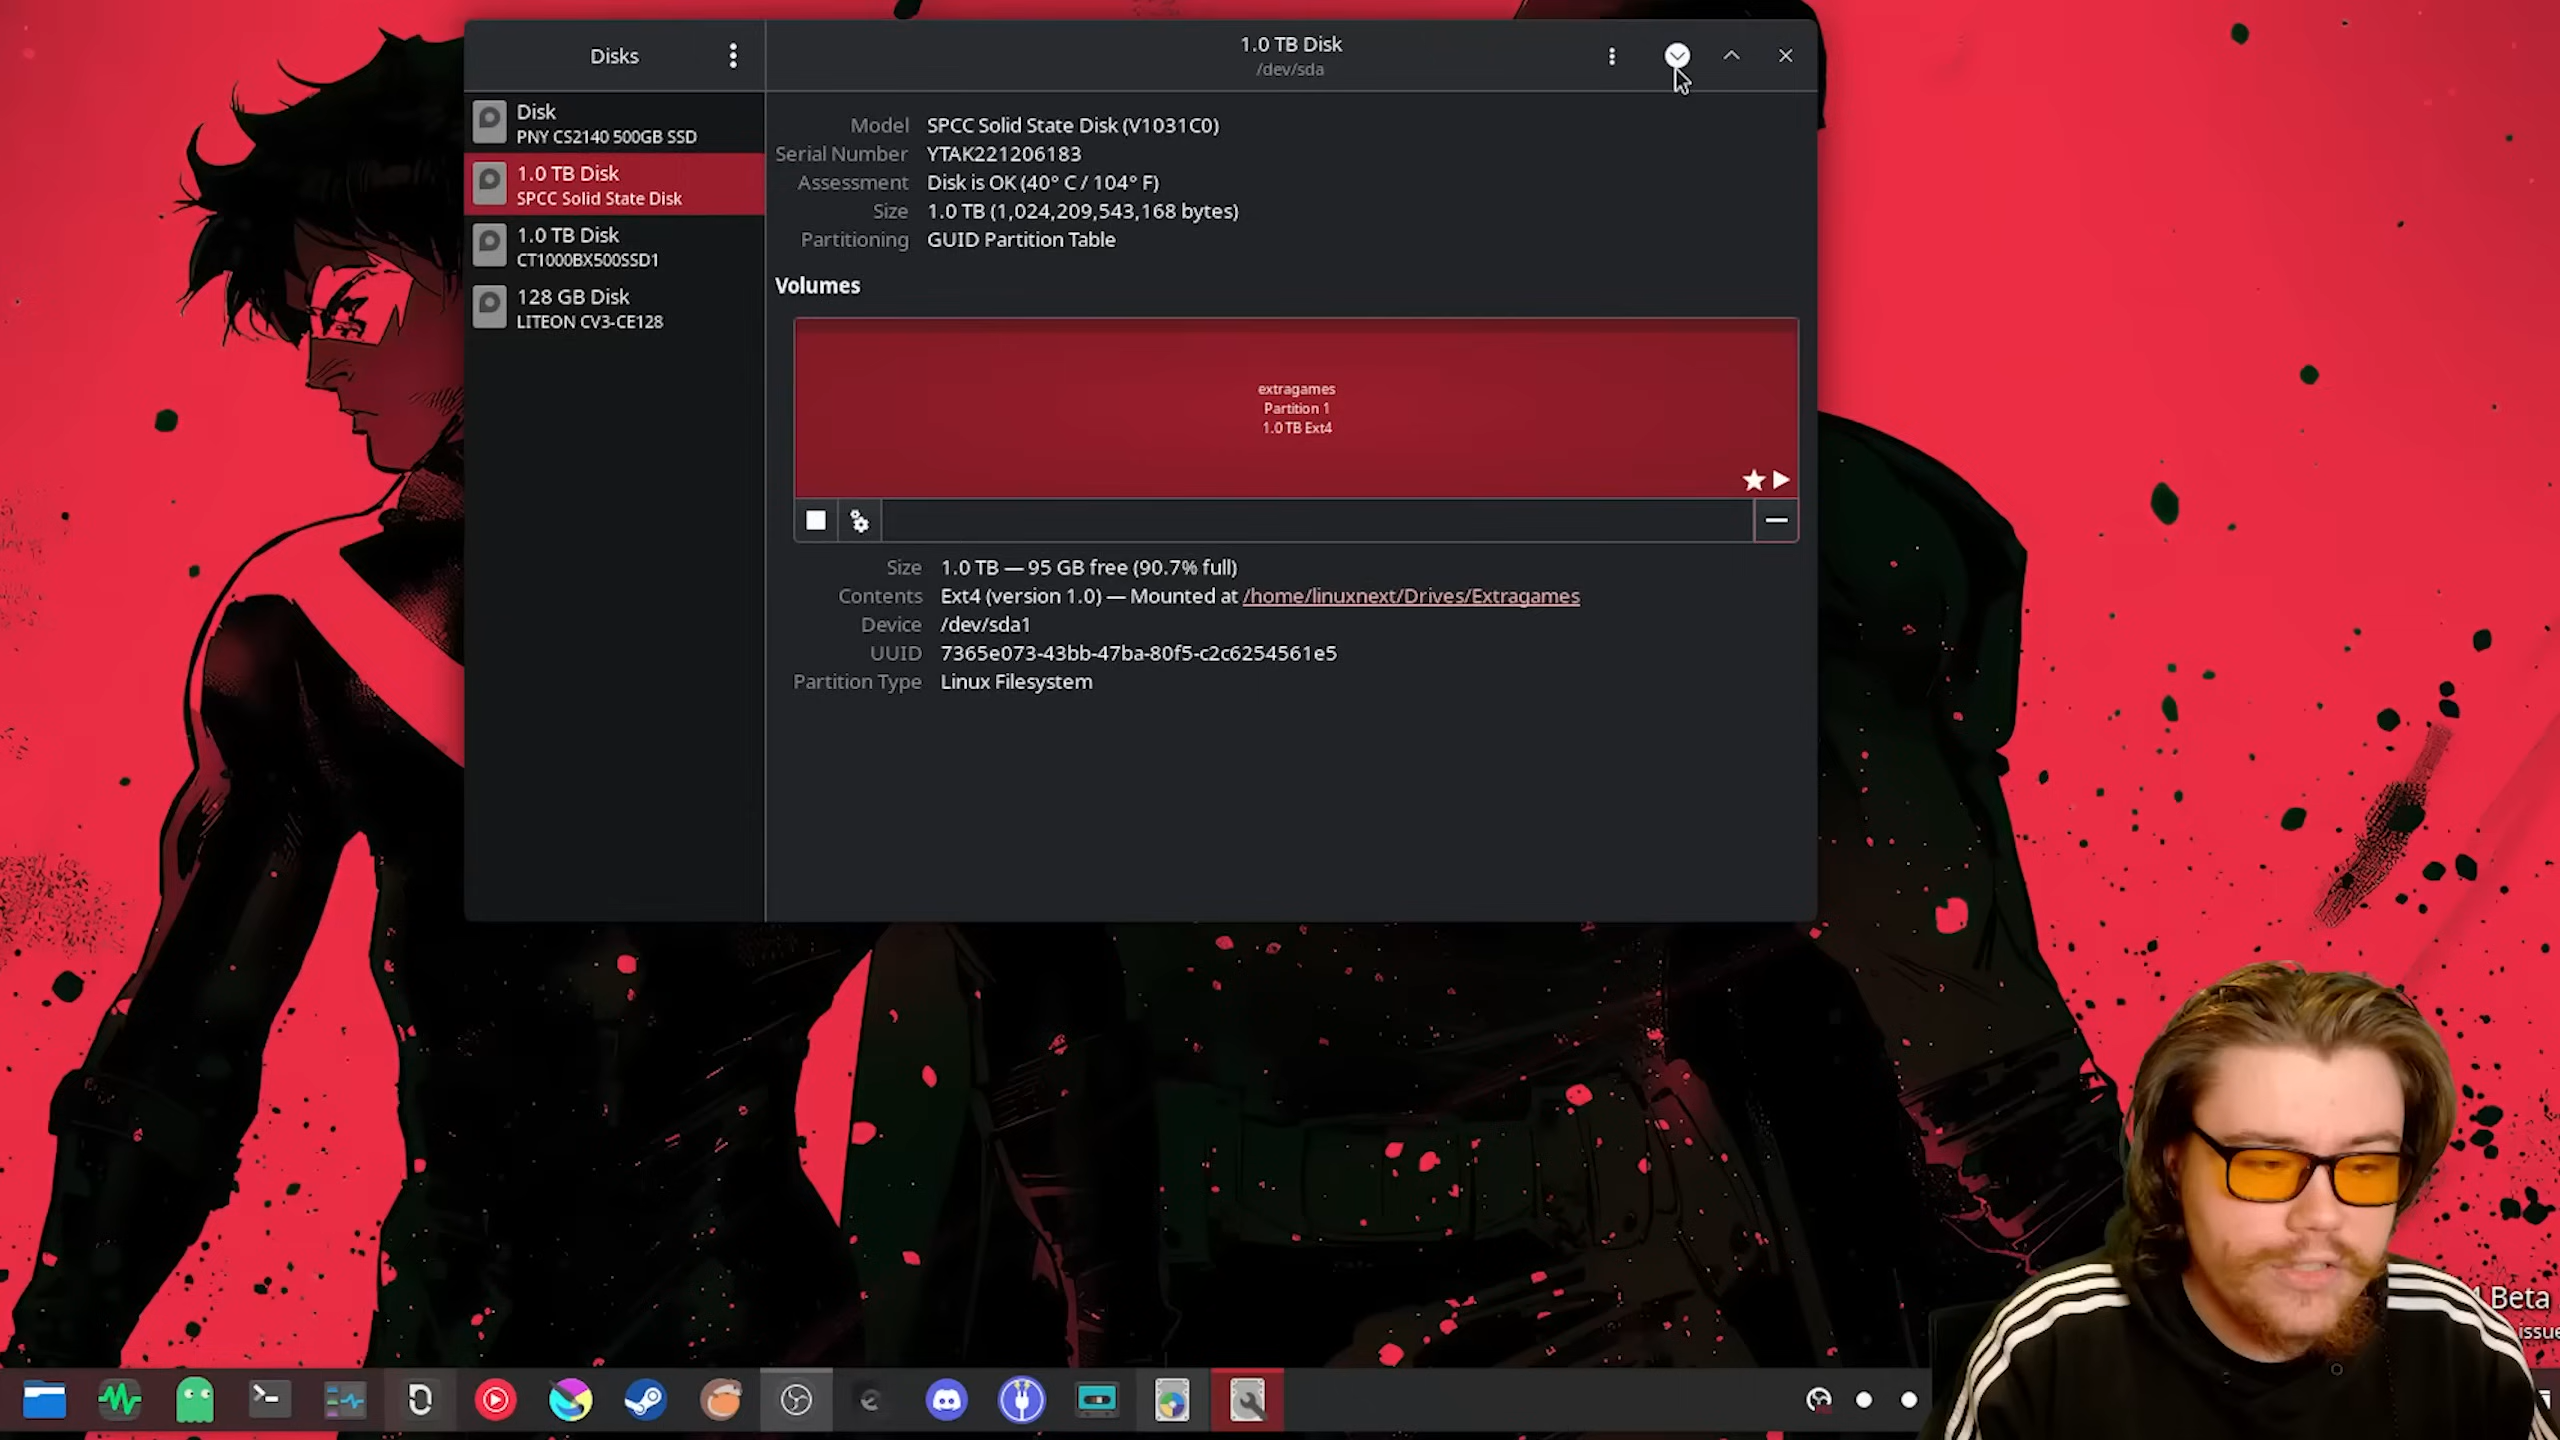 Disks
1.0 TB Disk
/dev/sda
Disk
PNY CS2140 500GB SSD
1.0 TB Disk
SPCC Solid State Disk
1.0 TB Disk
CT1000BX500SSD1
128 GB Disk
LITEON CV3-CE128
Model SPCC Solid State Disk (V1031C0)
Serial Number YTAK221206183
Assessment Disk is OK (40° C / 104° F)
Size 1.0 TB (1,024,209,543,168 bytes)
Partitioning GUID Partition Table
Volumes
extragames
Partition 1
1.0 TB Ext4
Size 1.0 TB — 95 GB free (90.7% full)
Contents Ext4 (version 1.0) — Mounted at /home/linuxnext/Drives/Extragames
Device /dev/sda1
UUID 7365e073-43bb-47ba-80f5-c2c6254561e5
Partition Type Linux Filesystem
Beta